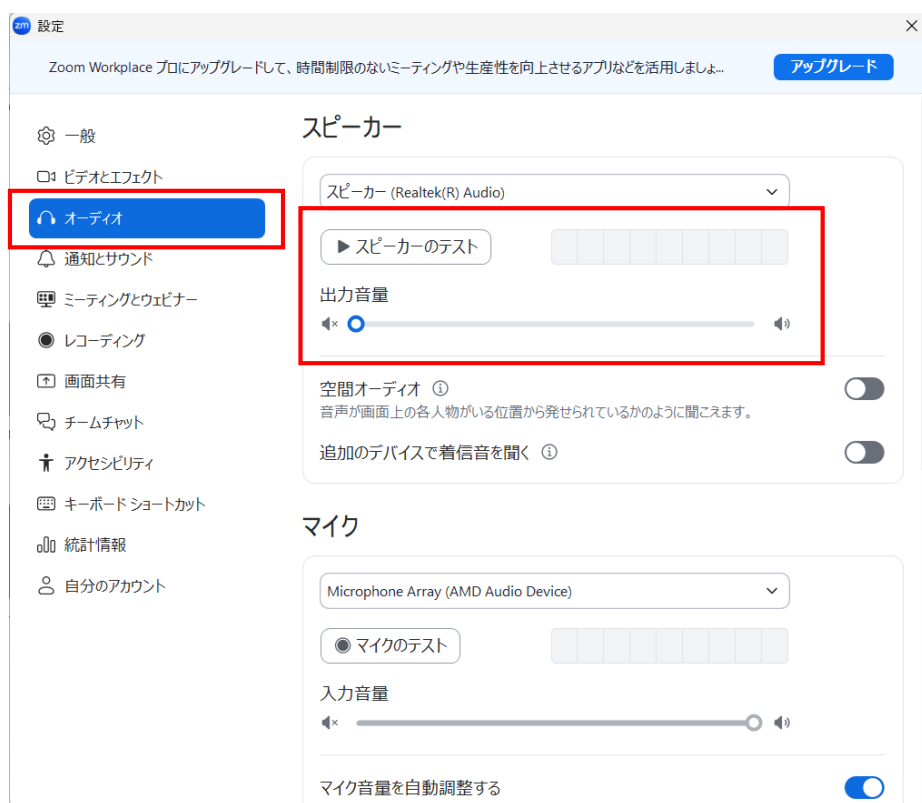 zm 設定
Zoom Workplace プロにアップグレードして、時間制限のないミーティングや生産性を向上させるアプリなどを活用しましょ...
アップグレード
一般
ビデオとエフェクト
オーディオ
通知とサウンド
ミーティングとウェビナー
レコーディング
画面共有
チームチャット
アクセシビリティ
キーボード ショートカット
統計情報
自分のアカウント
スピーカー
スピーカー (Realtek(R) Audio)
スピーカーのテスト
出力音量
空間オーディオ
音声が画面上の各人物がいる位置から発せられているかのように聞こえます。
追加のデバイスで着信音を聞く
マイク
Microphone Array (AMD Audio Device)
マイクのテスト
入力音量
マイク音量を自動調整する